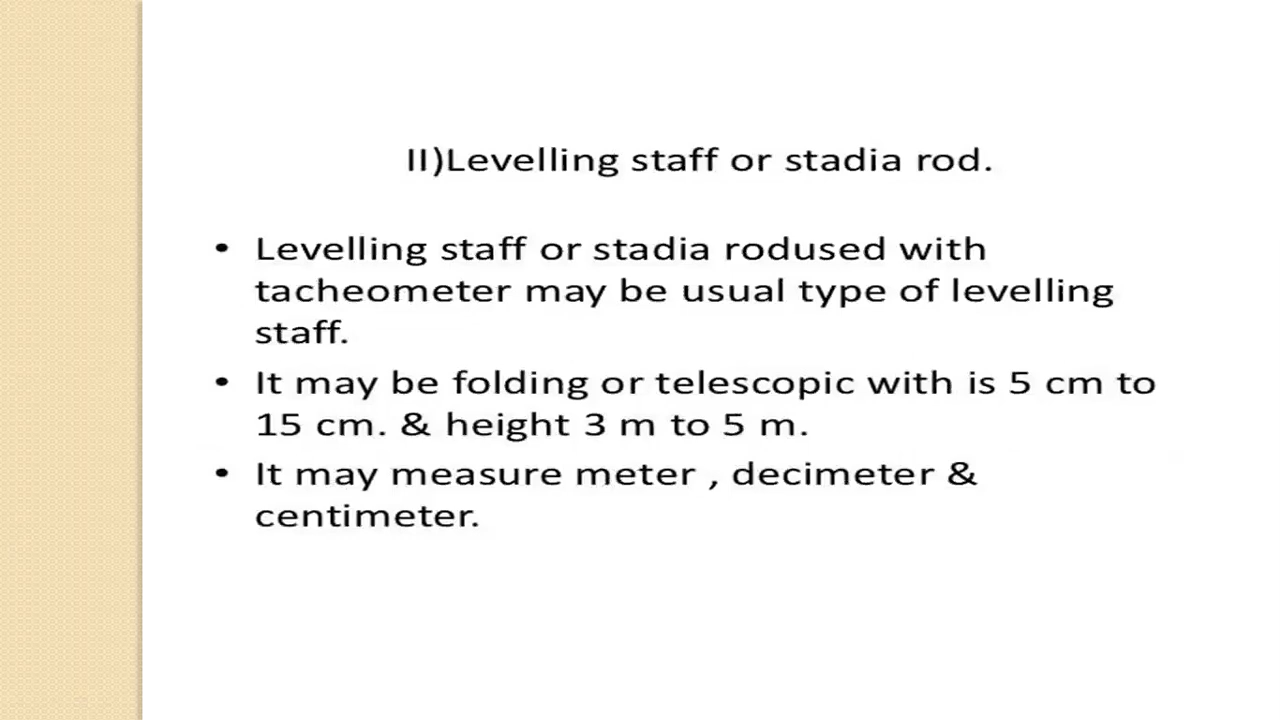 II)Levelling staff or stadia rod.
• Levelling staff or stadia rodused with
tacheometer may be usual type of levelling
staff.
• It may be folding or telescopic with is 5 cm to
15 cm. & height 3 m to 5 m.
• It may measure meter , decimeter &
centimeter.